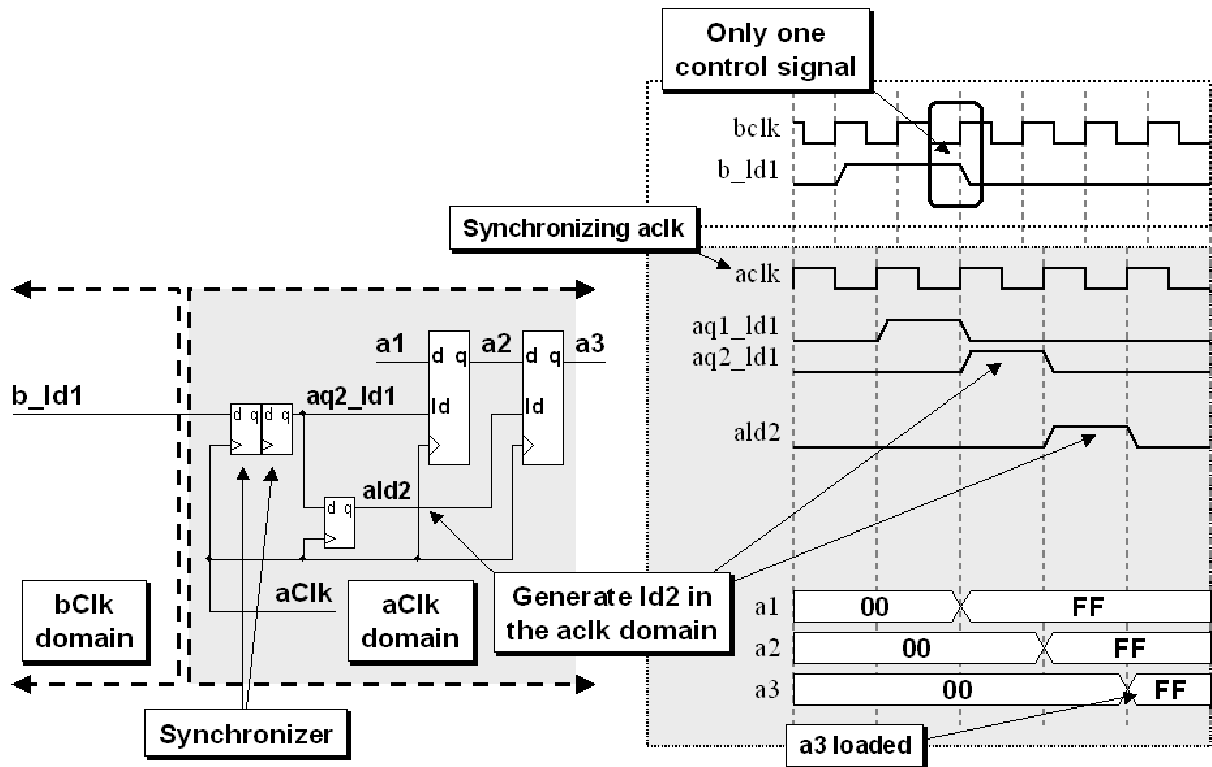 Only one
control signal
bclk
b_ld1
Synchronizing aclk
aclk
aq1_ld1
aq2_ld1
ald2
a1 00 FF
a2 00 FF
a3 00 FF
a3 loaded
a1 d q a2 d q a3
b_ld1 d q d q aq2_ld1 ld ld
d q ald2
aClk
bClk
domain
aClk
domain
Generate ld2 in
the aclk domain
Synchronizer